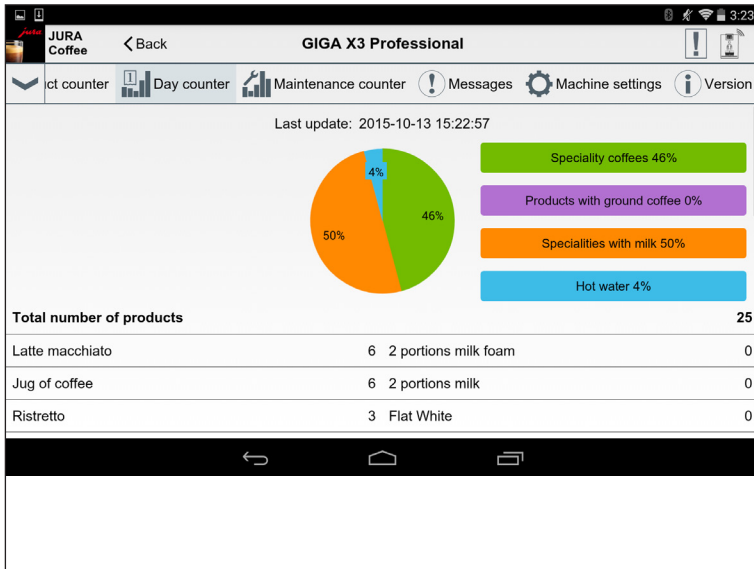 3:23
jura
JURA
Coffee
Back
GIGA X3 Professional
ict counter
1
Day counter
Maintenance counter
Messages
Machine settings
Version
Last update: 2015-10-13 15:22:57
4%
46%
50%
Speciality coffees 46%
Products with ground coffee 0%
Specialities with milk 50%
Hot water 4%
Total number of products 25
Latte macchiato 6 2 portions milk foam 0
Jug of coffee 6 2 portions milk 0
Ristretto 3 Flat White 0